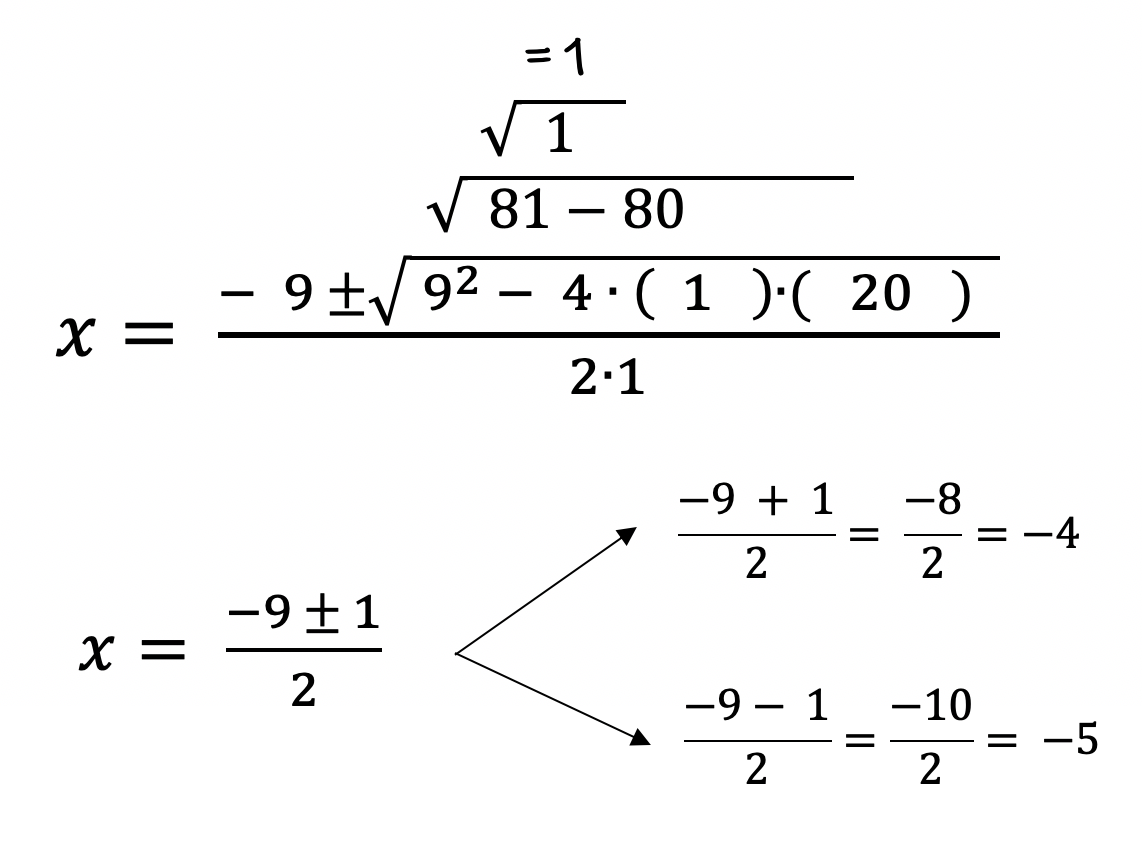 = 1
√ 1
√ 81 − 80
x = (− 9 ± √ 9² − 4 · ( 1 )·( 20 )) / (2·1)
(−9 + 1)/2 = −8/2 = −4
x = (−9 ± 1)/2
(−9 − 1)/2 = −10/2 = −5